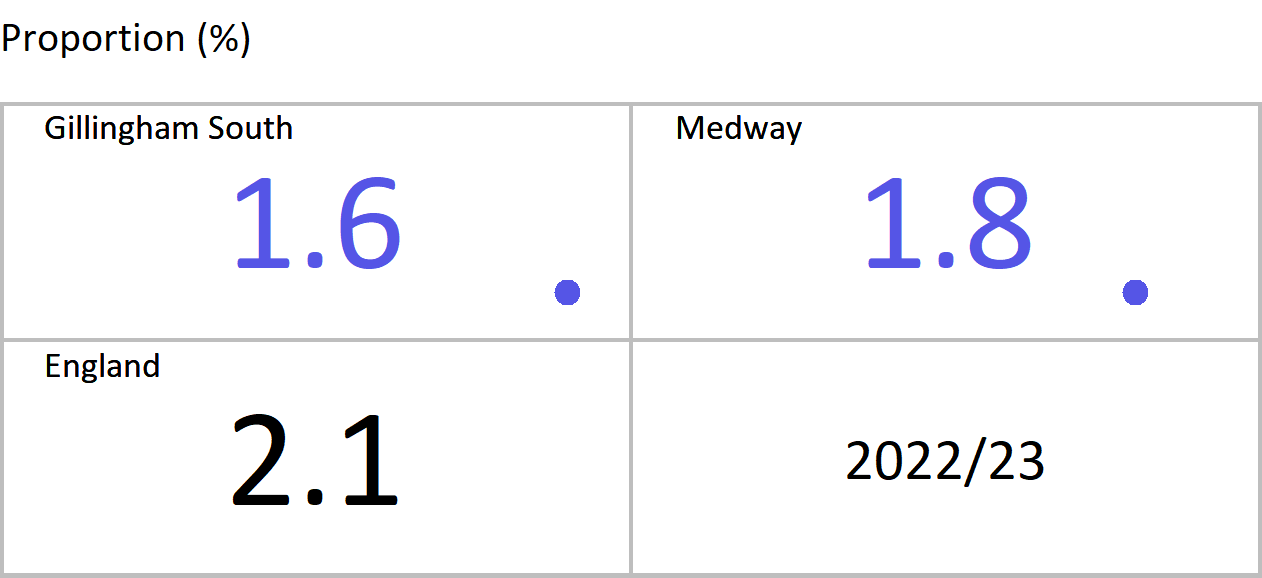 Proportion (%)
Gillingham South
Medway
1.6
1.8
England
2.1
2022/23